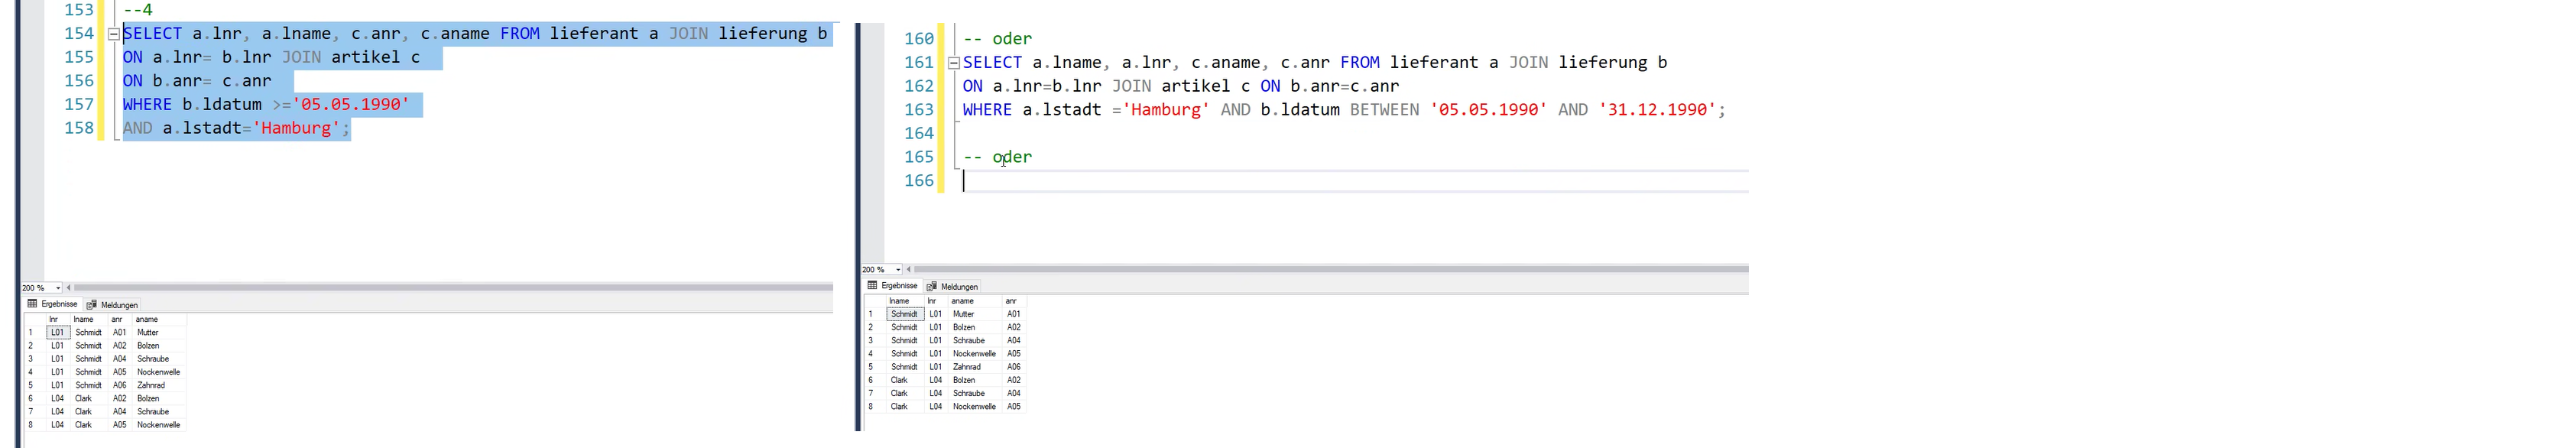 153 --4
154 SELECT a.lnr, a.lname, c.anr, c.aname FROM lieferant a JOIN lieferung b
155 ON a.lnr= b.lnr JOIN artikel c
156 ON b.anr= c.anr
157 WHERE b.ldatum >='05.05.1990'
158 AND a.lstadt='Hamburg';
200 %
Ergebnisse Meldungen
lnr lname anr aname
1 L01 Schmidt A01 Mutter
2 L01 Schmidt A02 Bolzen
3 L01 Schmidt A04 Schraube
4 L01 Schmidt A05 Nockenwelle
5 L01 Schmidt A06 Zahnrad
6 L04 Clark A02 Bolzen
7 L04 Clark A04 Schraube
8 L04 Clark A05 Nockenwelle
160 -- oder
161 SELECT a.lname, a.lnr, c.aname, c.anr FROM lieferant a JOIN lieferung b
162 ON a.lnr=b.lnr JOIN artikel c ON b.anr=c.anr
163 WHERE a.lstadt ='Hamburg' AND b.ldatum BETWEEN '05.05.1990' AND '31.12.1990';
164
165 -- oder
166
200 %
Ergebnisse Meldungen
lname lnr aname anr
1 Schmidt L01 Mutter A01
2 Schmidt L01 Bolzen A02
3 Schmidt L01 Schraube A04
4 Schmidt L01 Nockenwelle A05
5 Schmidt L01 Zahnrad A06
6 Clark L04 Bolzen A02
7 Clark L04 Schraube A04
8 Clark L04 Nockenwelle A05